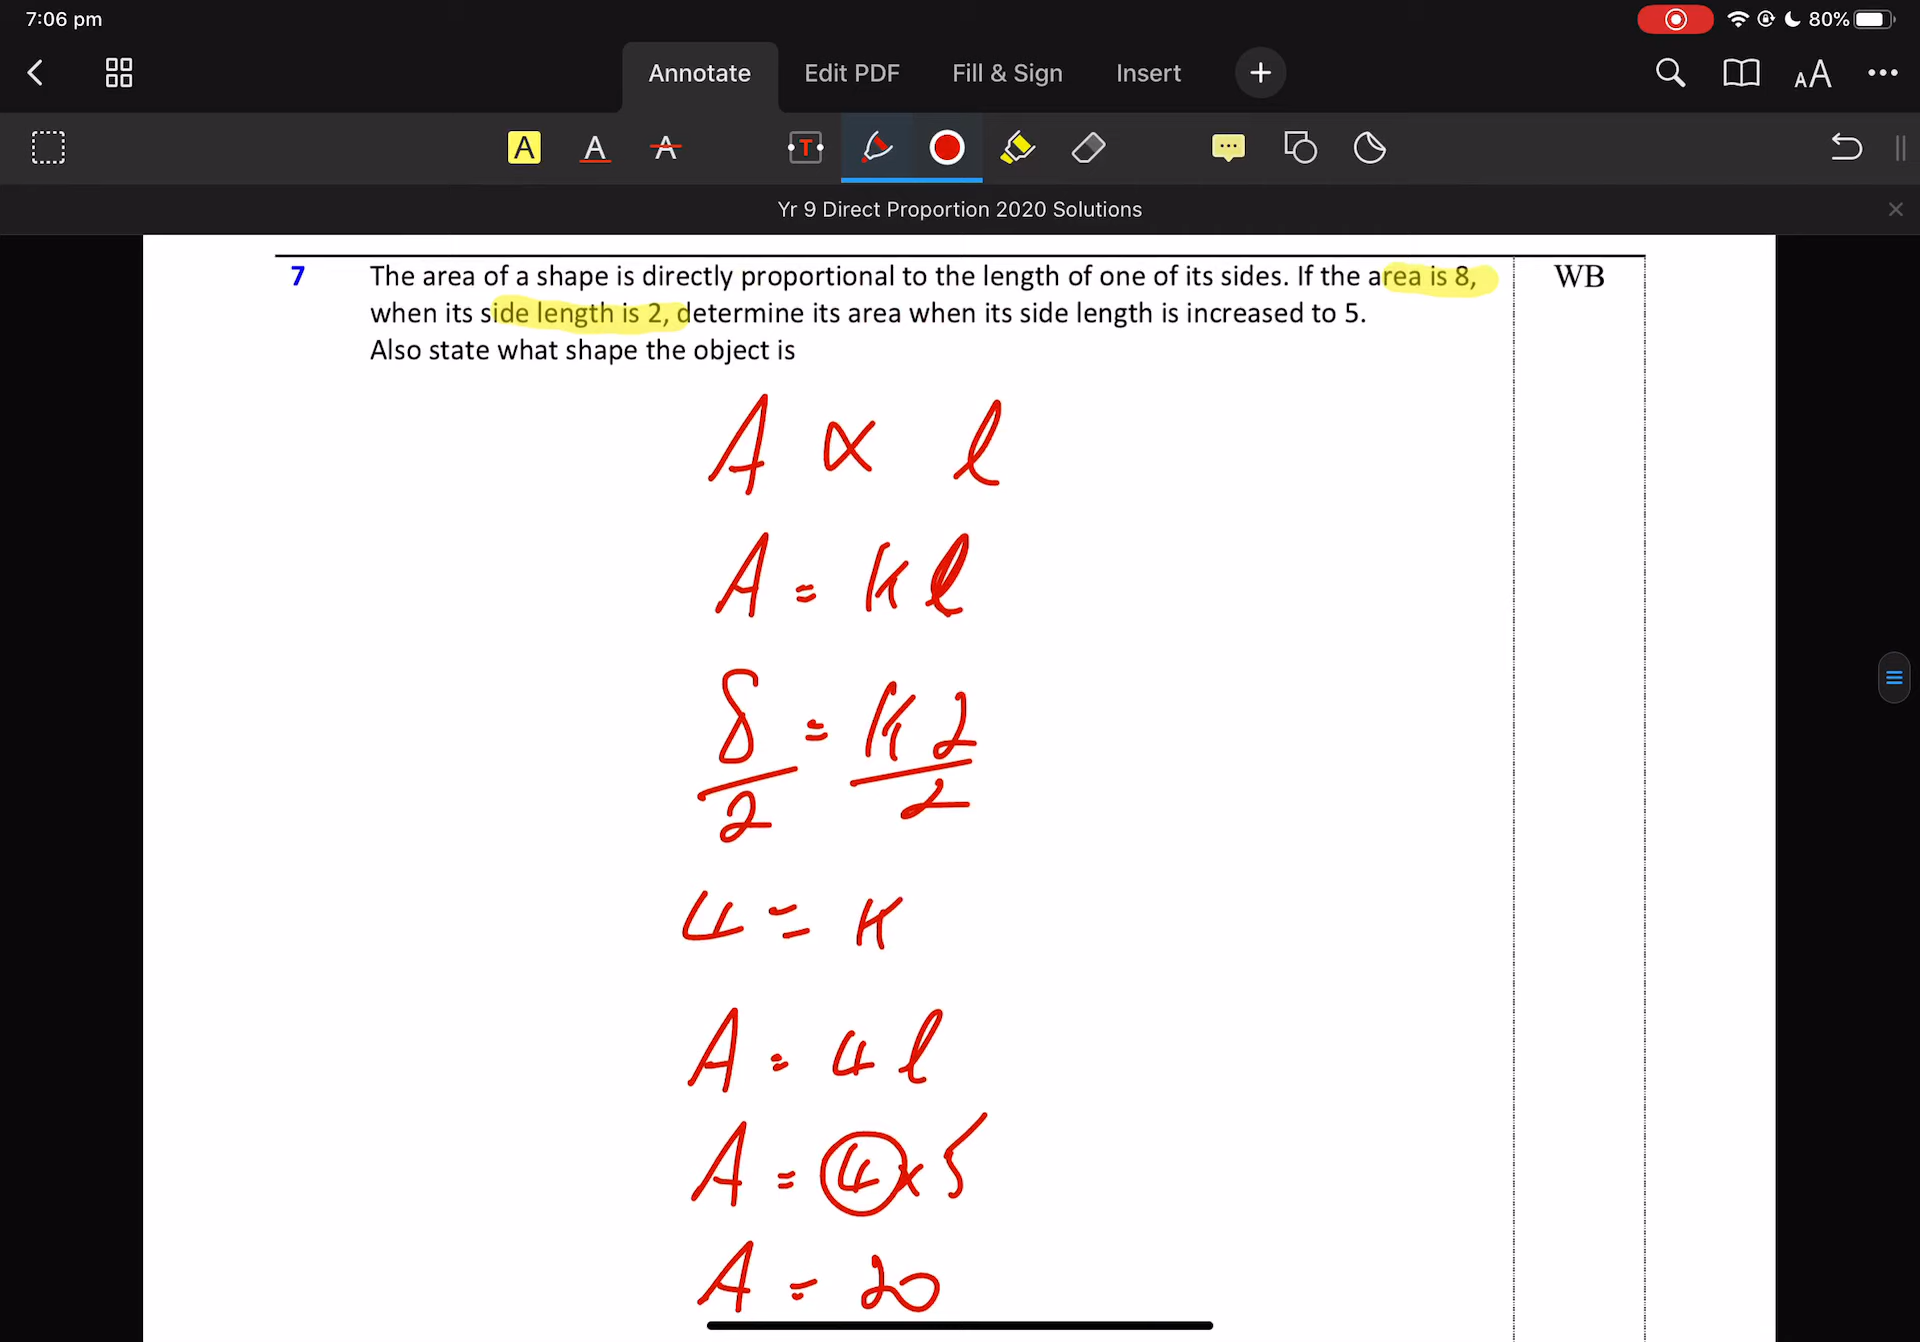 7:06 pm
80%
Annotate
Edit PDF
Fill & Sign
Insert
AA
A
A
A
T
Yr 9 Direct Proportion 2020 Solutions
7
The area of a shape is directly proportional to the length of one of its sides. If the area is 8,
WB
when its side length is 2, determine its area when its side length is increased to 5.
Also state what shape the object is
A ∝ l
A = kl
8/2 = k2/2
4 = k
A = 4l
A = 4 x 5
A = 20